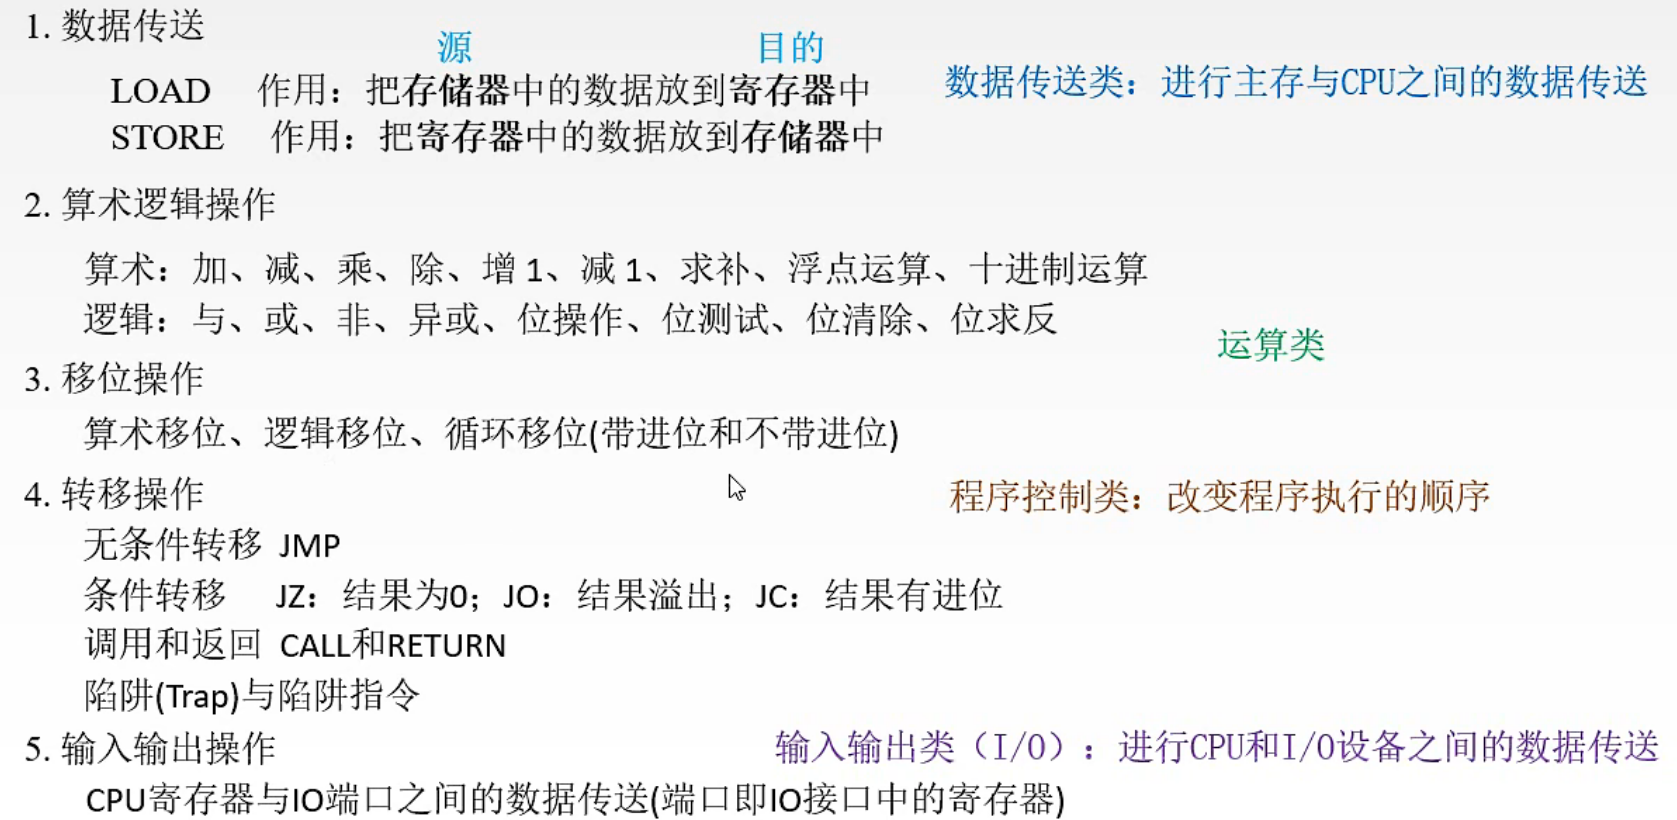 1. 数据传送
源 目的
LOAD 作用：把存储器中的数据放到寄存器中
数据传送类：进行主存与CPU之间的数据传送
STORE 作用：把寄存器中的数据放到存储器中
2. 算术逻辑操作
算术：加、减、乘、除、增 1、减 1、求补、浮点运算、十进制运算
逻辑：与、或、非、异或、位操作、位测试、位清除、位求反
运算类
3. 移位操作
算术移位、逻辑移位、循环移位(带进位和不带进位)
4. 转移操作
程序控制类：改变程序执行的顺序
无条件转移 JMP
条件转移 JZ：结果为0；JO：结果溢出；JC：结果有进位
调用和返回 CALL和RETURN
陷阱(Trap)与陷阱指令
5. 输入输出操作
输入输出类（I/O）：进行CPU和I/O设备之间的数据传送
CPU寄存器与IO端口之间的数据传送(端口即IO接口中的寄存器)